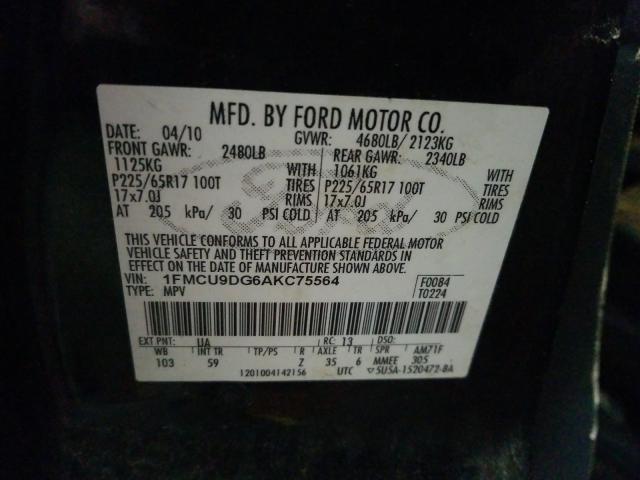 MFD. BY FORD MOTOR CO.
DATE: 04/10 GVWR: 4680LB/ 2123KG
FRONT GAWR: 2480LB REAR GAWR: 2340LB
1125KG WITH 1061KG WITH
P225/65R17 100T TIRES P225/65R17 100T TIRES
17x7.0J RIMS 17x7.0J RIMS
AT 205 kPa/ 30 PSI COLD AT 205 kPa/ 30 PSI COLD
Ford
THIS VEHICLE CONFORMS TO ALL APPLICABLE FEDERAL MOTOR
VEHICLE SAFETY AND THEFT PREVENTION STANDARDS IN
EFFECT ON THE DATE OF MANUFACTURE SHOWN ABOVE.
VIN: 1FMCU9DG6AKC75564 F0084
TYPE: MPV T0224
EXT PNT: UA RC: 13 DSO:
WB INT TR TP/PS R AXLE TR SPR AM71F
103 59 Z 35 6 MMEE 305
1201004142156 UTC ▽5U5A-1520472-BA